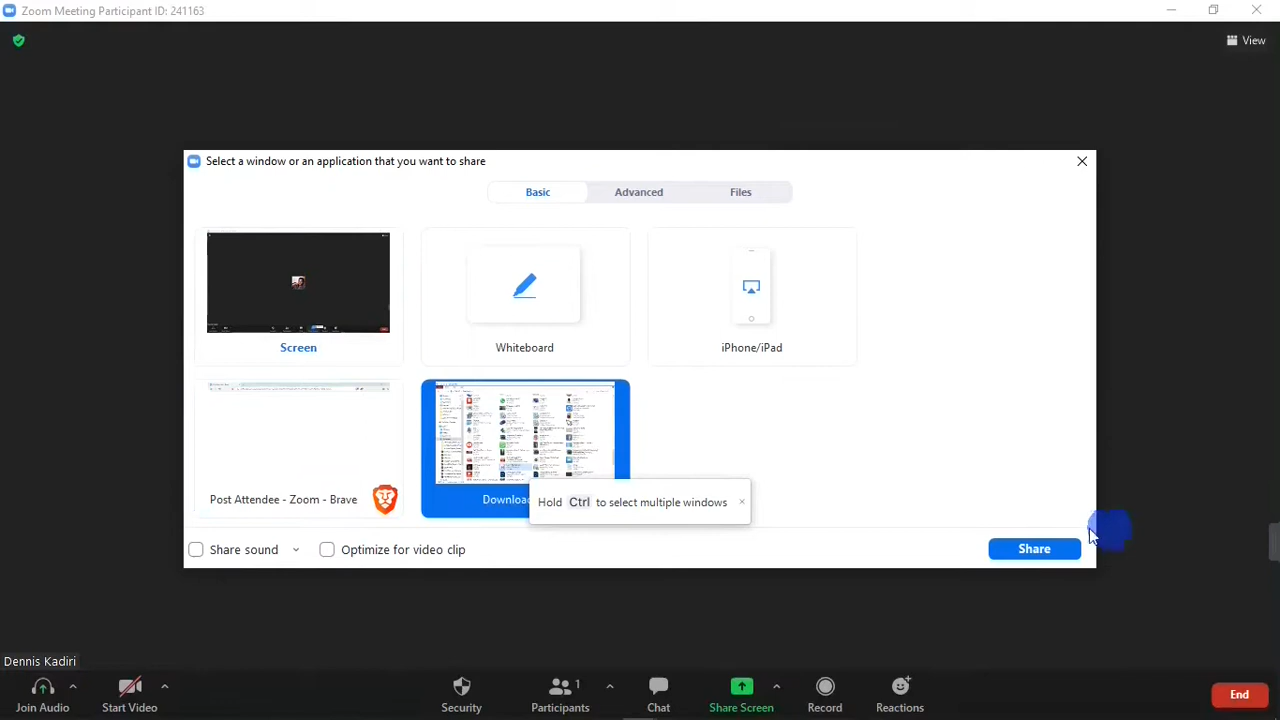 Zoom Meeting Participant ID: 241163
View
Select a window or an application that you want to share
Basic
Advanced
Files
Screen
Whiteboard
iPhone/iPad
Post Attendee - Zoom - Brave
Hold Ctrl to select multiple windows
Share sound
Optimize for video clip
Share
Dennis Kadiri
Join Audio
Start Video
Security
Participants
1
Chat
Share Screen
Record
Reactions
End